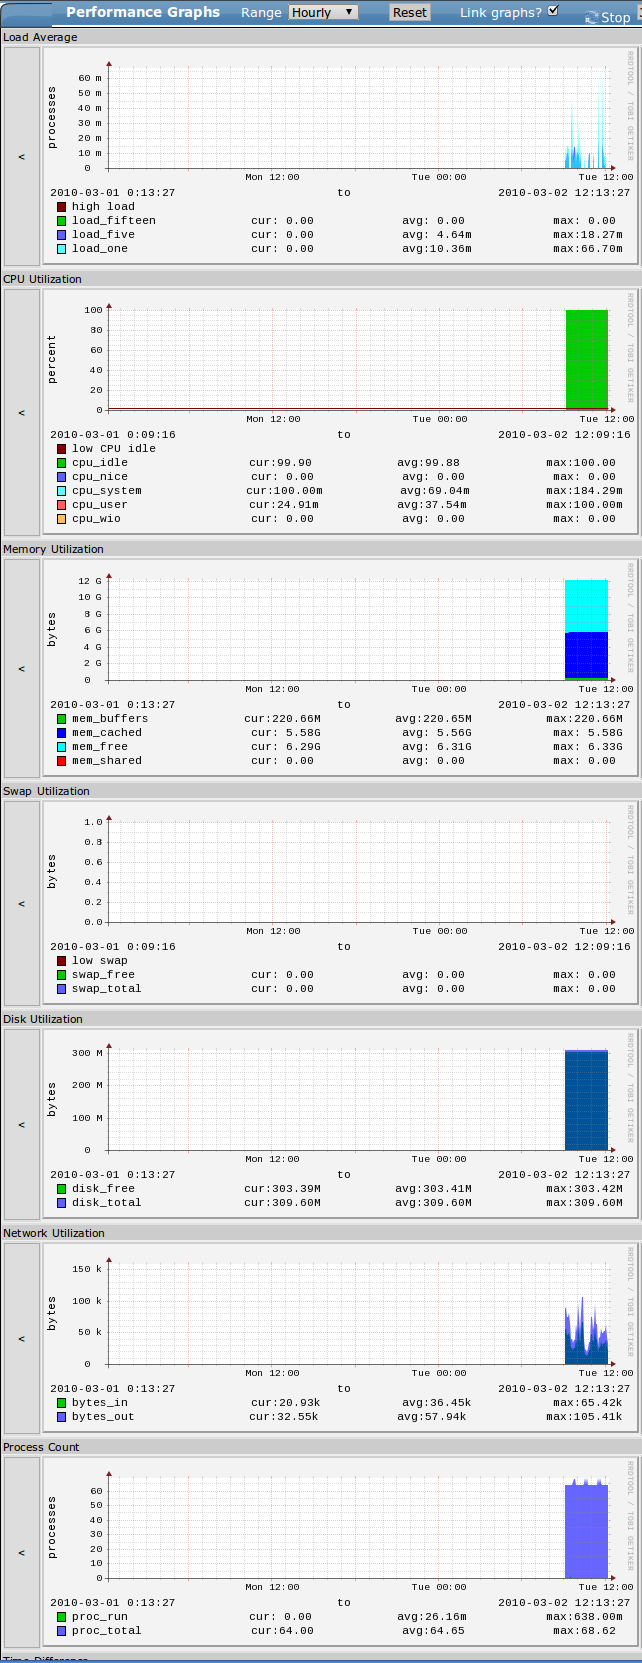 Performance Graphs Range Hourly ▼ Reset Link graphs? Stop
Load Average
<
processes
60 m
50 m
40 m
30 m
20 m
10 m
0
RRDTOOL / TOBI OETIKER
Mon 12:00 Tue 00:00 Tue 12:00
2010-03-01 0:13:27 to 2010-03-02 12:13:27
high load
load_fifteen cur: 0.00 avg: 0.00 max: 0.00
load_five cur: 0.00 avg: 4.64m max:18.27m
load_one cur: 0.00 avg:10.36m max:66.70m
CPU Utilization
<
percent
100
80
60
40
20
0
RRDTOOL / TOBI OETIKER
Mon 12:00 Tue 00:00 Tue 12:00
2010-03-01 0:09:16 to 2010-03-02 12:09:16
low CPU idle
cpu_idle cur:99.90 avg:99.88 max:100.00
cpu_nice cur: 0.00 avg: 0.00 max: 0.00
cpu_system cur:100.00m avg:69.04m max:184.29m
cpu_user cur:24.91m avg:37.54m max:100.00m
cpu_wio cur: 0.00 avg: 0.00 max: 0.00
Memory Utilization
<
bytes
12 G
10 G
8 G
6 G
4 G
2 G
0
RRDTOOL / TOBI OETIKER
Mon 12:00 Tue 00:00 Tue 12:00
2010-03-01 0:13:27 to 2010-03-02 12:13:27
mem_buffers cur:220.66M avg:220.65M max:220.66M
mem_cached cur: 5.58G avg: 5.56G max: 5.58G
mem_free cur: 6.29G avg: 6.31G max: 6.33G
mem_shared cur: 0.00 avg: 0.00 max: 0.00
Swap Utilization
<
bytes
1.0
0.8
0.6
0.4
0.2
0.0
RRDTOOL / TOBI OETIKER
Mon 12:00 Tue 00:00 Tue 12:00
2010-03-01 0:09:16 to 2010-03-02 12:09:16
low swap
swap_free cur: 0.00 avg: 0.00 max: 0.00
swap_total cur: 0.00 avg: 0.00 max: 0.00
Disk Utilization
<
bytes
300 M
200 M
100 M
0
RRDTOOL / TOBI OETIKER
Mon 12:00 Tue 00:00 Tue 12:00
2010-03-01 0:13:27 to 2010-03-02 12:13:27
disk_free cur:303.39M avg:303.41M max:303.42M
disk_total cur:309.60M avg:309.60M max:309.60M
Network Utilization
<
bytes
150 k
100 k
50 k
0
RRDTOOL / TOBI OETIKER
Mon 12:00 Tue 00:00 Tue 12:00
2010-03-01 0:13:27 to 2010-03-02 12:13:27
bytes_in cur:20.93k avg:36.45k max:65.42k
bytes_out cur:32.55k avg:57.94k max:105.41k
Process Count
<
processes
60
50
40
30
20
10
0
RRDTOOL / TOBI OETIKER
Mon 12:00 Tue 00:00 Tue 12:00
2010-03-01 0:13:27 to 2010-03-02 12:13:27
proc_run cur: 0.00 avg:26.16m max:638.00m
proc_total cur:64.00 avg:64.65 max:68.62
Time Difference